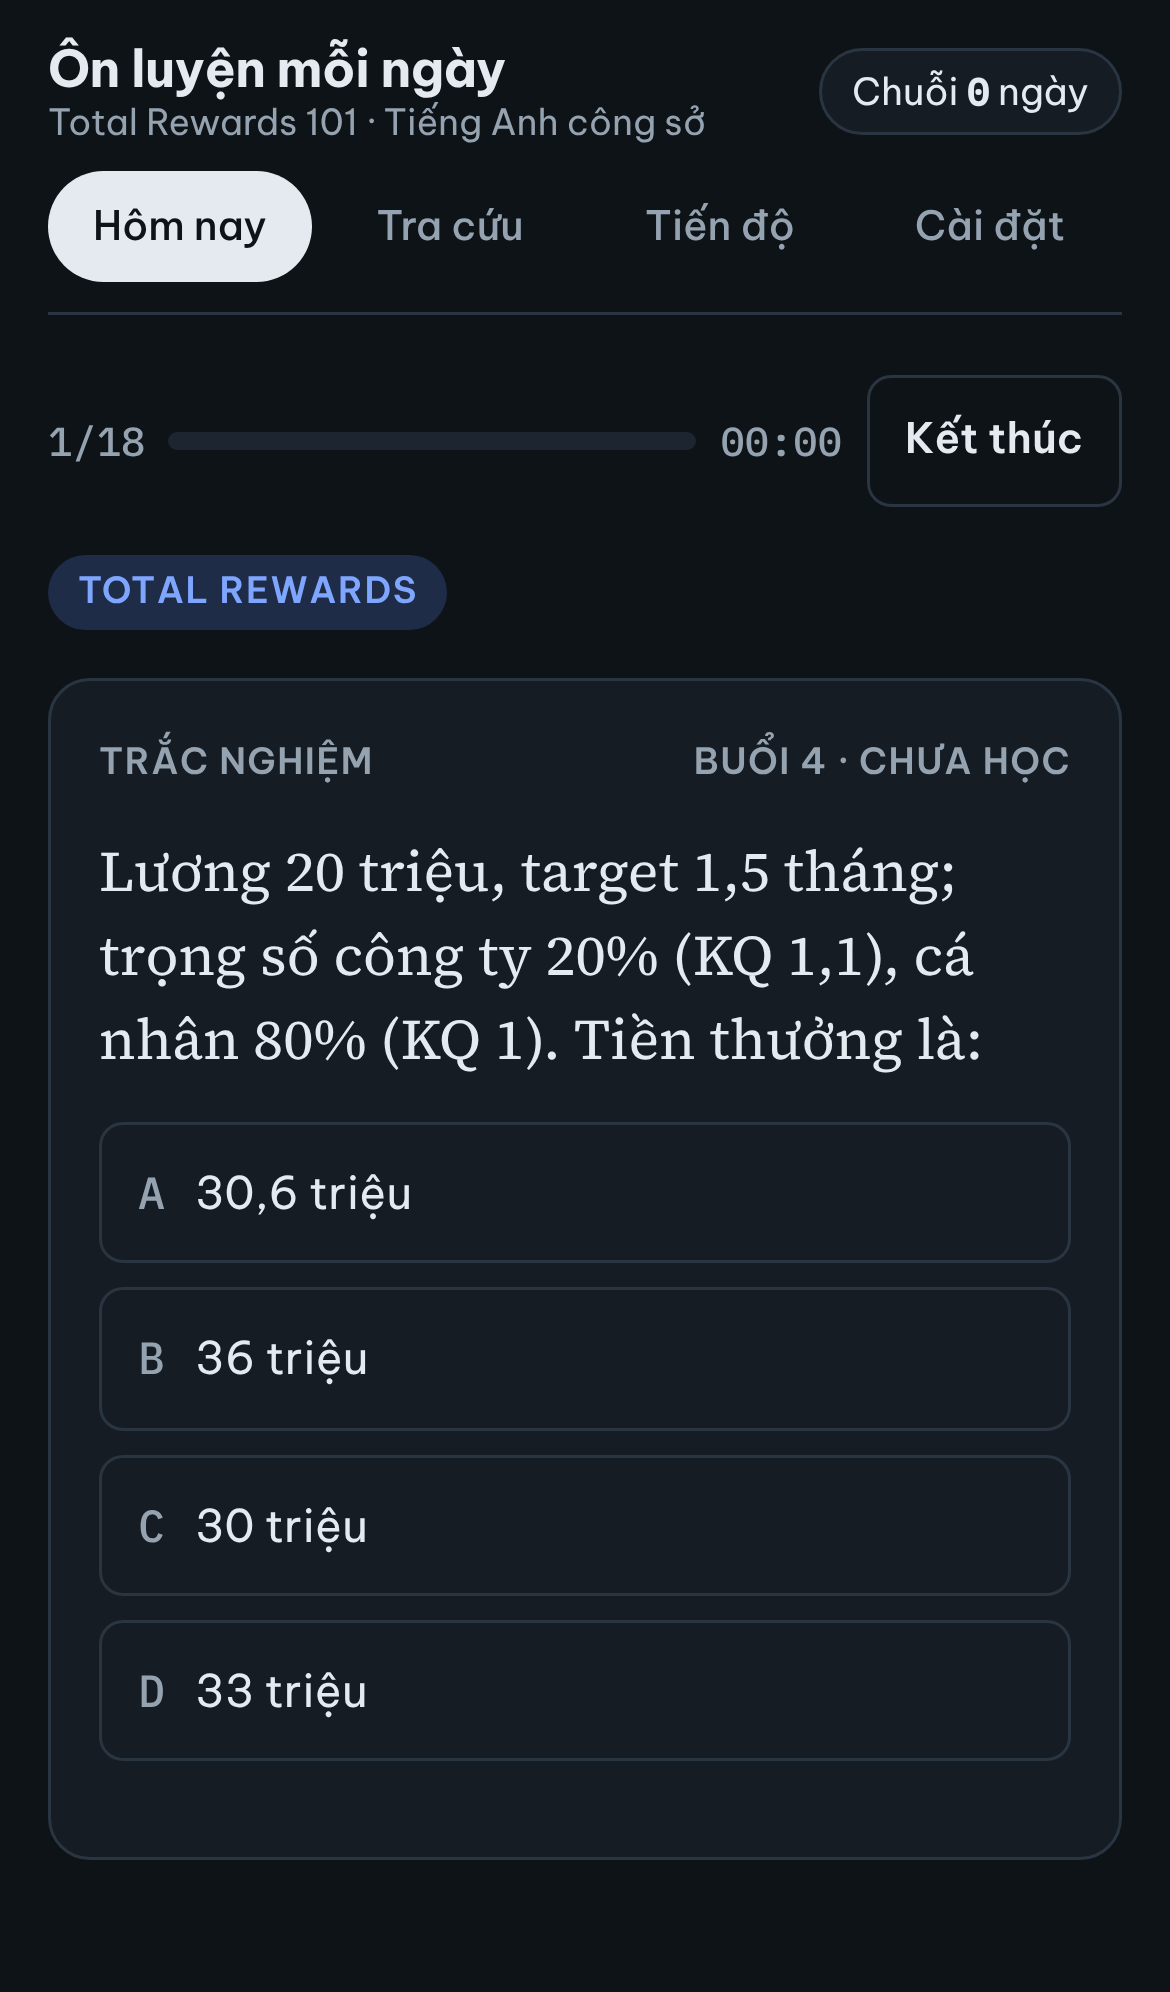 Ôn luyện mỗi ngày
Total Rewards 101 · Tiếng Anh công sở
Chuỗi 0 ngày
Hôm nay
Tra cứu
Tiến độ
Cài đặt
1/18
00:00
Kết thúc
TOTAL REWARDS
TRẮC NGHIỆM
BUỔI 4 · CHƯA HỌC
Lương 20 triệu, target 1,5 tháng;
trọng số công ty 20% (KQ 1,1), cá
nhân 80% (KQ 1). Tiền thưởng là:
A 30,6 triệu
B 36 triệu
C 30 triệu
D 33 triệu